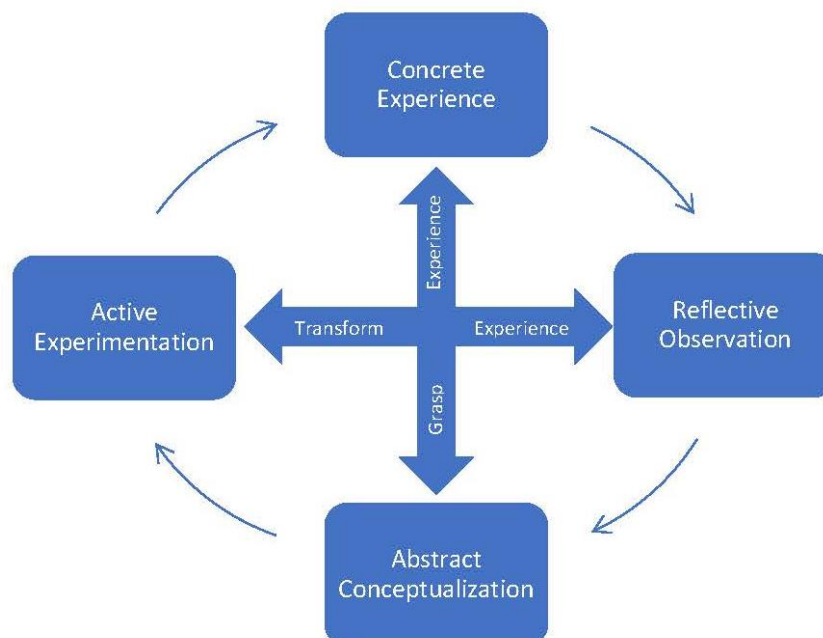 Concrete
Experience
Experience
Active
Experimentation
Transform
Experience
Reflective
Observation
Grasp
Abstract
Conceptualization